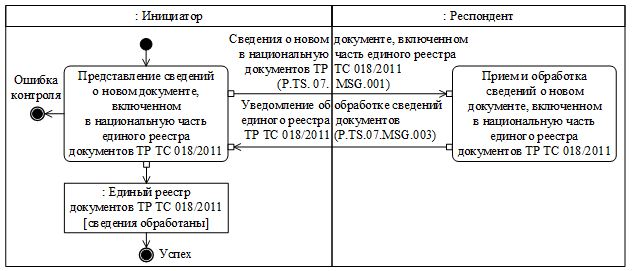 : Инициатор
: Респондент
Сведения о новом документе, включенном
в национальную часть единого реестра
документов ТР ТС 018/2011
(P.TS. 07. MSG.001)
Ошибка
контроля
Представление сведений
о новом документе,
включенном
в национальную часть
единого реестра
документов ТР ТС 018/2011
Прием и обработка
сведений о новом
документе, включенном
в национальную часть
единого реестра
документов ТР ТС 018/2011
Уведомление об обработке сведений
единого реестра документов
ТР ТС 018/2011 (P.TS.07.MSG.003)
: Единый реестр
документов ТР ТС 018/2011
[сведения обработаны]
Успех